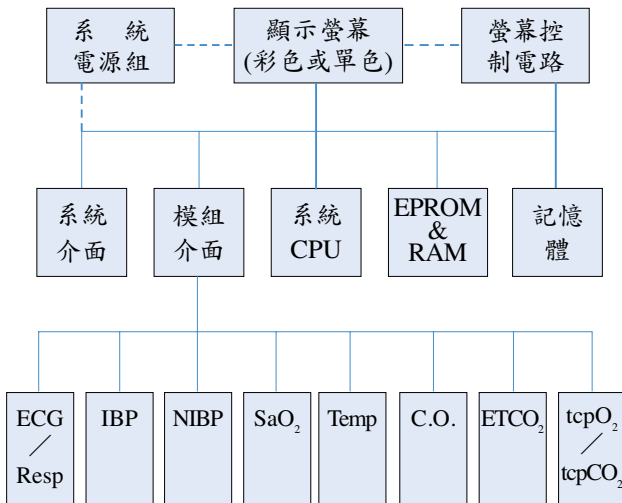 系 統
電源組
顯示螢幕
(彩色或單色)
螢幕控
制電路
系統
介面
模組
介面
系統
CPU
EPROM
&
RAM
記憶
體
ECG
／
Resp
IBP
NIBP
SaO₂
Temp
C.O.
ETCO₂
tcpO₂
／
tcpCO₂